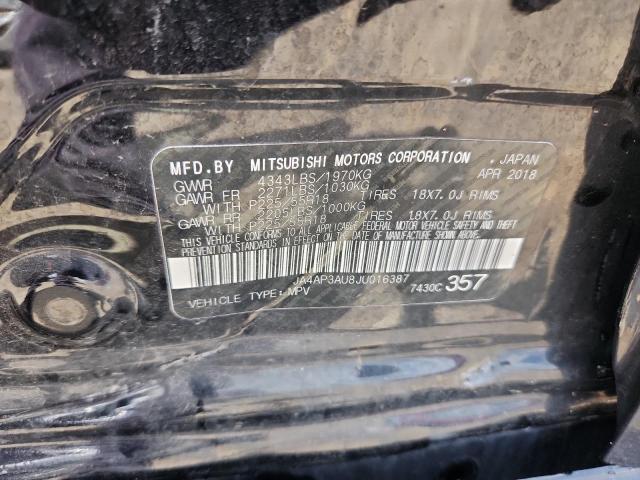 MFD.BY MITSUBISHI MOTORS CORPORATION, JAPAN
GWR 4343LBS/1970KG APR 2018
GAWR FR 2271LBS/1030KG
WITH P225/55R18 TIRES 18X7.0J RIMS
GAWR RR 2205LBS/1000KG
WITH P225/55R18 TIRES 18X7.0J RIMS
THIS VEHICLE CONFORMS TO ALL APPLICABLE FEDERAL MOTOR VEHICLE SAFETY AND THEFT
PREVENTION STANDARDS IN EFFECT ON THE DATE OF MANUFACTURE SHOWN ABOVE.
JA4AP3AU8JU016387
VEHICLE TYPE: MPV 7430C 357